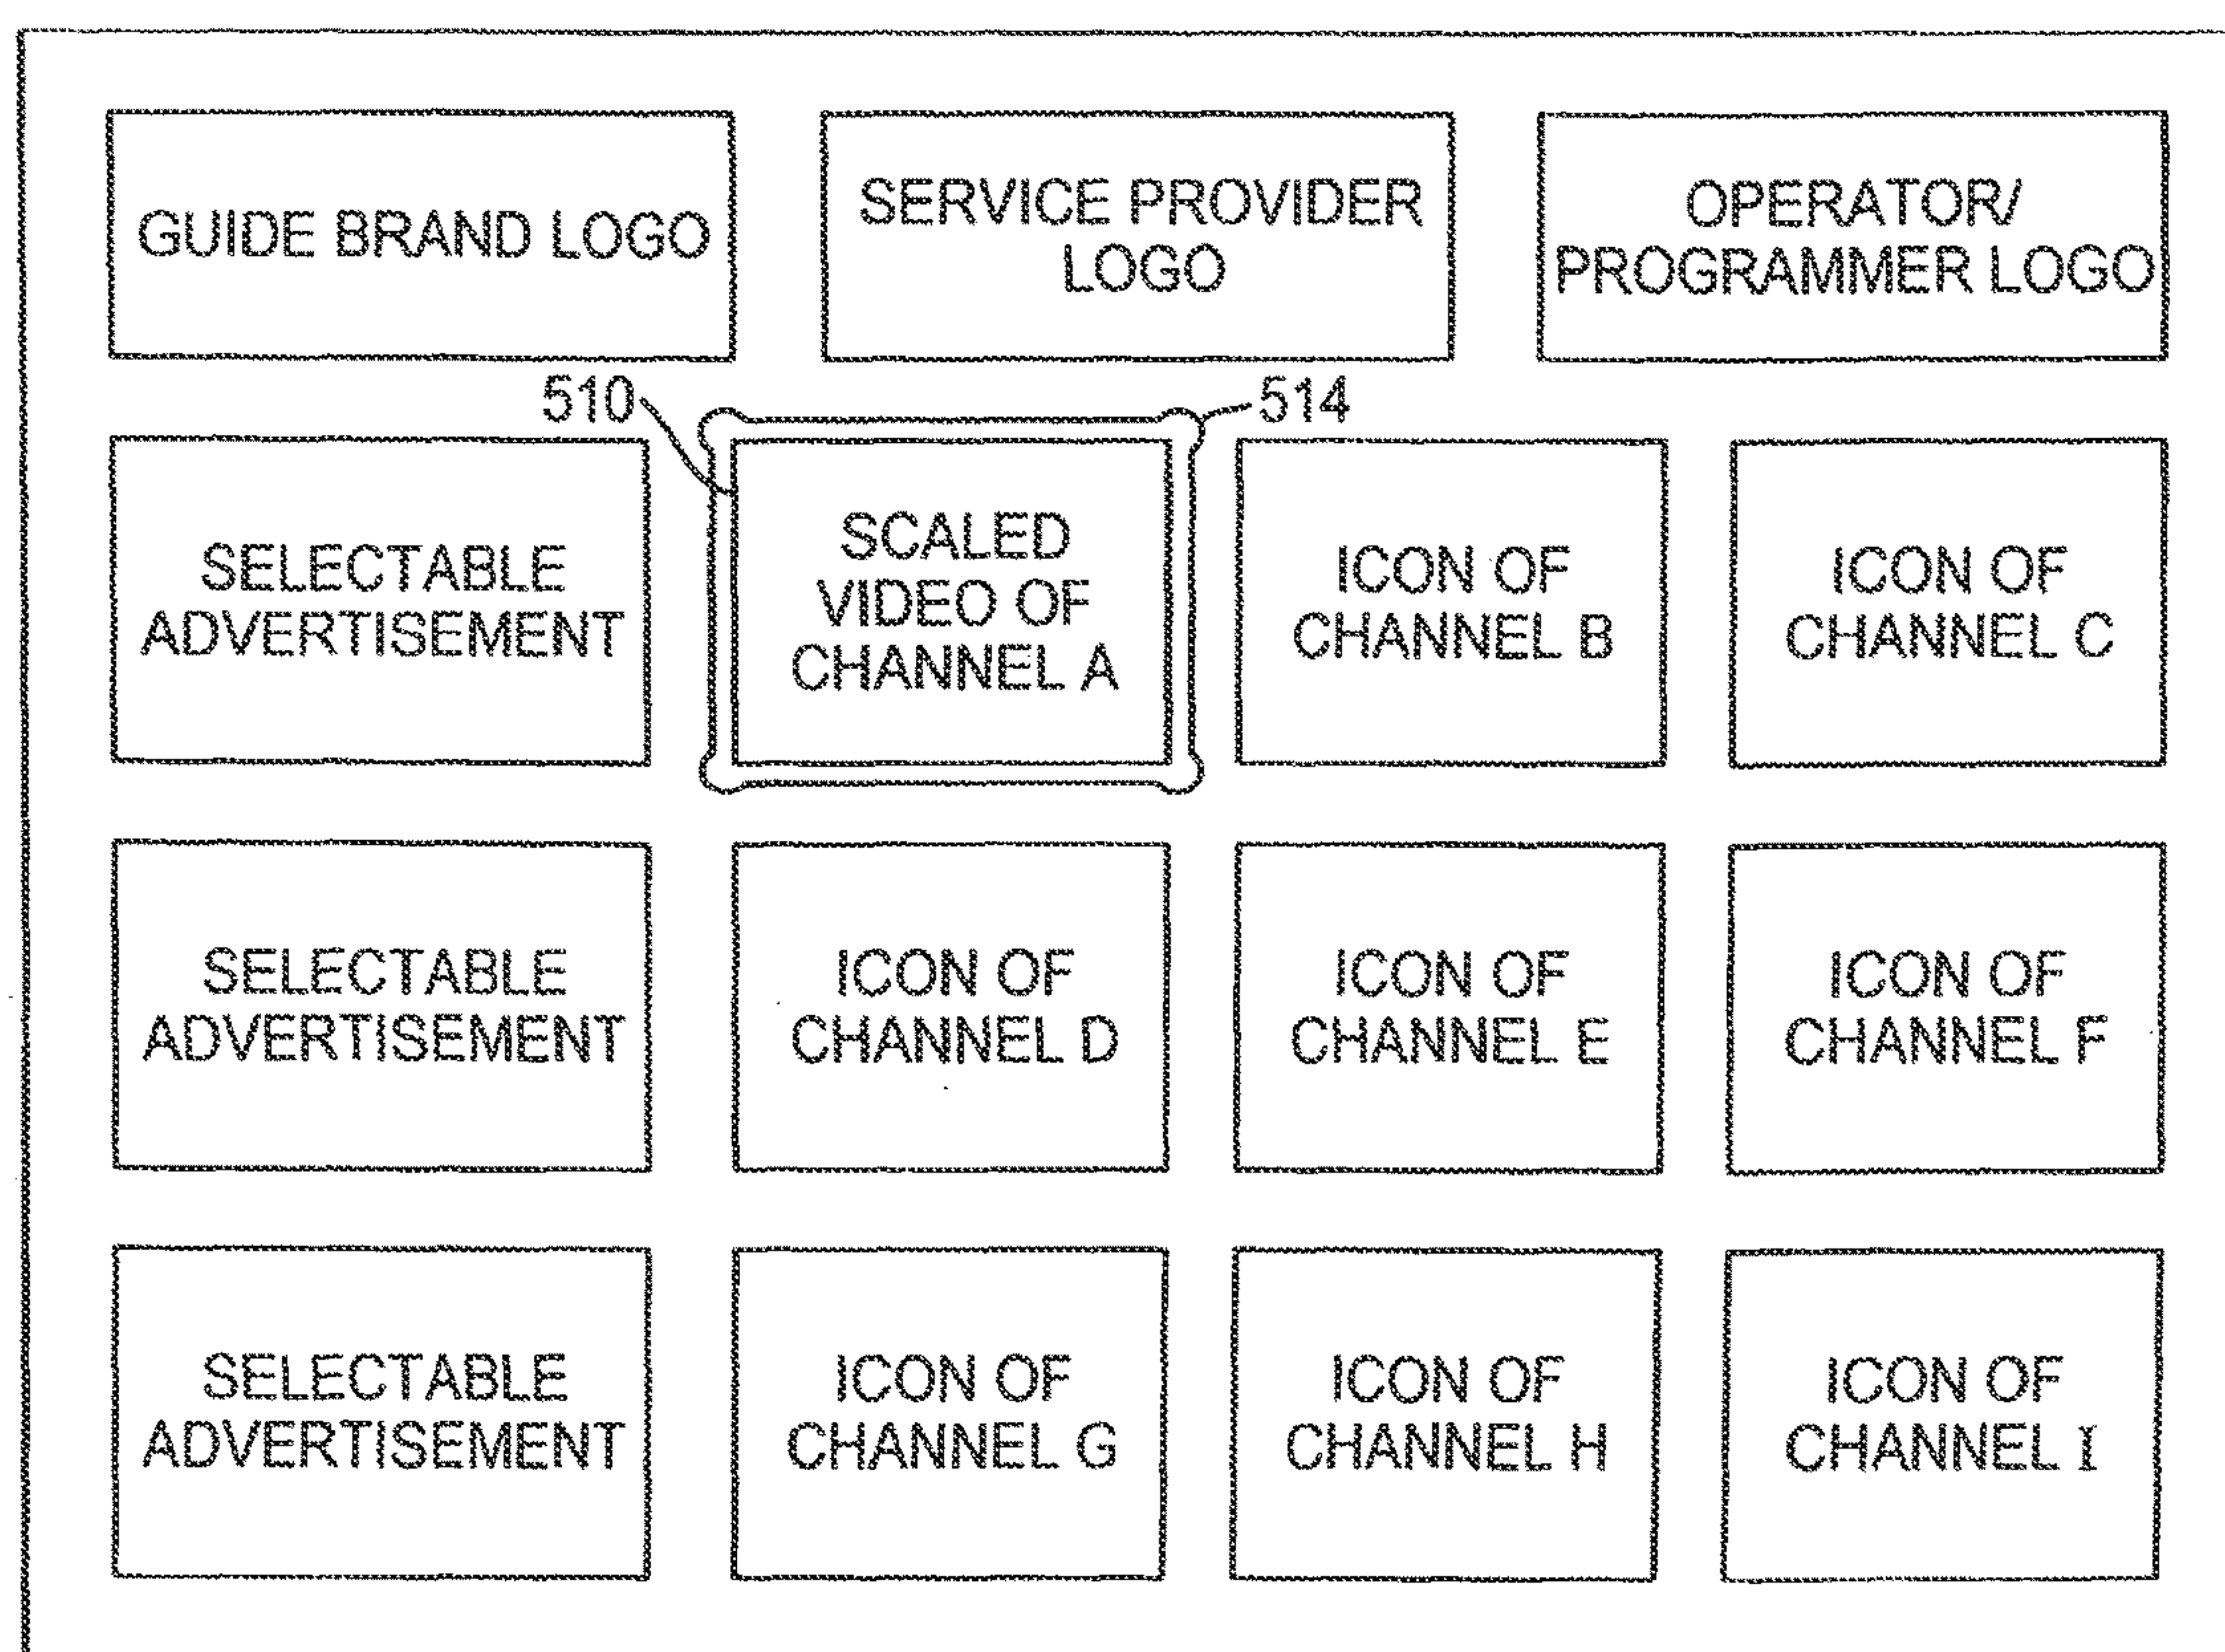 GUIDE BRAND LOGO
SERVICE PROVIDER
LOGO
OPERATOR/
PROGRAMMER LOGO
510
514
SELECTABLE
ADVERTISEMENT
SCALED
VIDEO OF
CHANNEL A
ICON OF
CHANNEL B
ICON OF
CHANNEL C
SELECTABLE
ADVERTISEMENT
ICON OF
CHANNEL D
ICON OF
CHANNEL E
ICON OF
CHANNEL F
SELECTABLE
ADVERTISEMENT
ICON OF
CHANNEL G
ICON OF
CHANNEL H
ICON OF
CHANNEL I